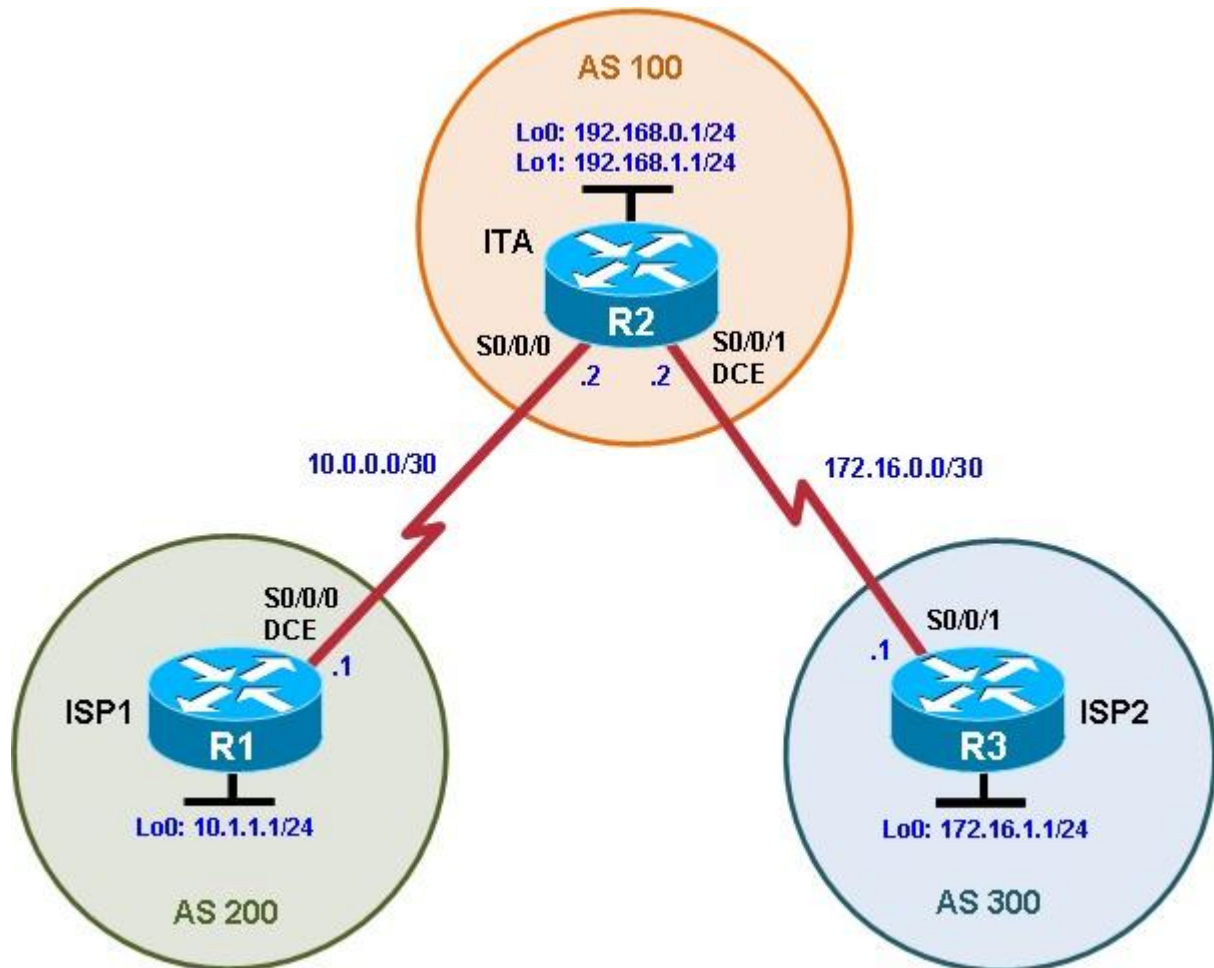 AS 100
Lo0: 192.168.0.1/24
Lo1: 192.168.1.1/24
ITA
R2
S0/0/0
S0/0/1
DCE
.2
.2
10.0.0.0/30
172.16.0.0/30
S0/0/0
DCE
.1
ISP1
R1
Lo0: 10.1.1.1/24
AS 200
S0/0/1
.1
ISP2
R3
Lo0: 172.16.1.1/24
AS 300